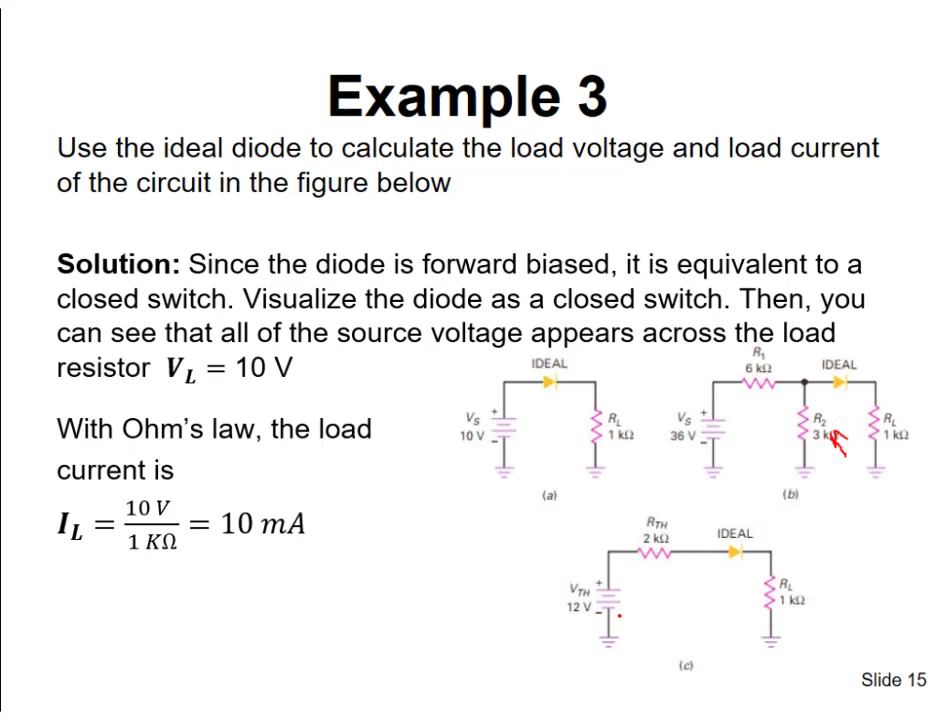 Example 3
Use the ideal diode to calculate the load voltage and load current
of the circuit in the figure below
Solution: Since the diode is forward biased, it is equivalent to a
closed switch. Visualize the diode as a closed switch. Then, you
can see that all of the source voltage appears across the load
resistor V_L = 10 V
With Ohm's law, the load
current is
I_L = 10 V / 1 KΩ = 10 mA
IDEAL
V_S
10 V
+
−
R_L
1 kΩ
(a)
R_1
6 kΩ
IDEAL
V_S
36 V
+
−
R_2
3 kΩ
R_L
1 kΩ
(b)
R_TH
2 kΩ
IDEAL
V_TH
12 V
+
−
R_L
1 kΩ
(c)
Slide 15